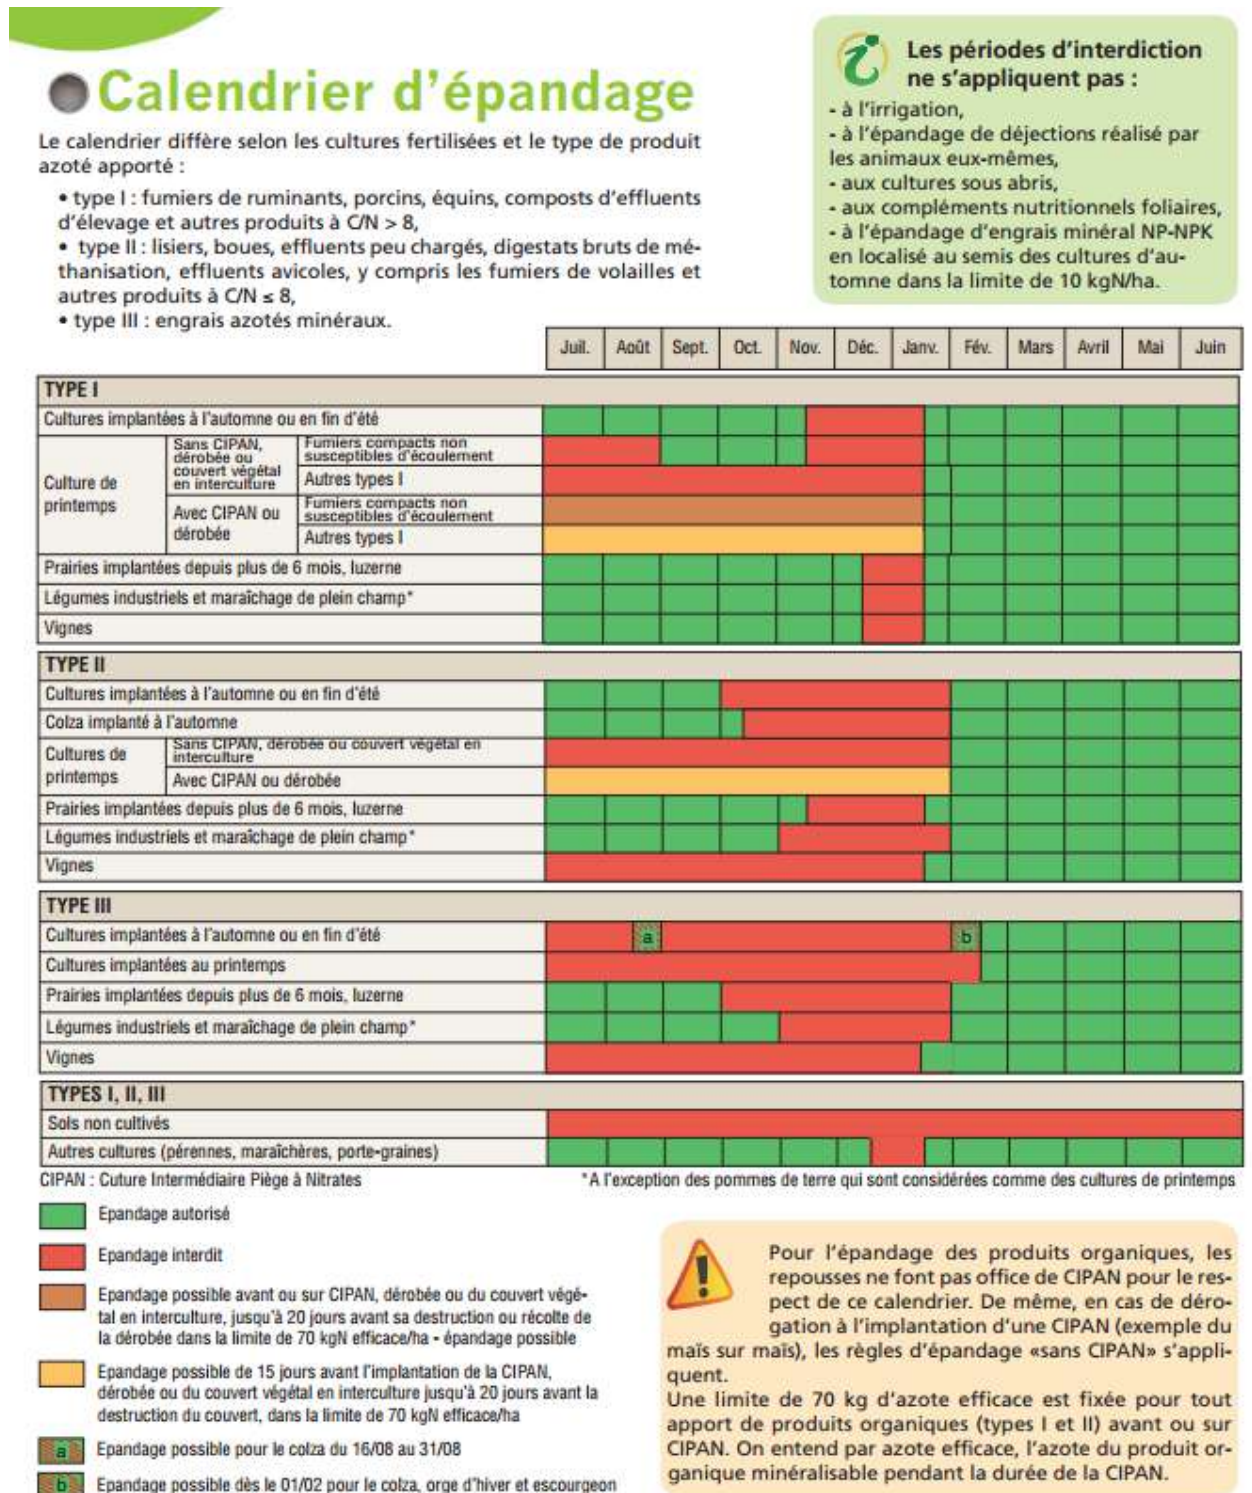 Calendrier d'épandage
Le calendrier diffère selon les cultures fertilisées et le type de produit
azoté apporté :
• type I : fumiers de ruminants, porcins, équins, composts d'effluents
d'élevage et autres produits à C/N > 8,
• type II : lisiers, boues, effluents peu chargés, digestats bruts de mé-
thanisation, effluents avicoles, y compris les fumiers de volailles et
autres produits à C/N ≤ 8,
• type III : engrais azotés minéraux.
Les périodes d'interdiction
ne s'appliquent pas :
- à l'irrigation,
- à l'épandage de déjections réalisé par
les animaux eux-mêmes,
- aux cultures sous abris,
- aux compléments nutritionnels foliaires,
- à l'épandage d'engrais minéral NP-NPK
en localisé au semis des cultures d'au-
tomne dans la limite de 10 kgN/ha.
Juil. Août Sept. Oct. Nov. Déc. Janv. Fév. Mars Avril Mai Juin
TYPE I
Cultures implantées à l'automne ou en fin d'été
Culture de
printemps
Sans CIPAN,
dérobée ou
couvert végétal
en interculture
Fumiers compacts non
susceptibles d'écoulement
Autres types I
Avec CIPAN ou
dérobée
Fumiers compacts non
susceptibles d'écoulement
Autres types I
Prairies implantées depuis plus de 6 mois, luzerne
Légumes industriels et maraîchage de plein champ*
Vignes
TYPE II
Cultures implantées à l'automne ou en fin d'été
Colza implanté à l'automne
Cultures de
printemps
Sans CIPAN, dérobée ou couvert végétal en
interculture
Avec CIPAN ou dérobée
Prairies implantées depuis plus de 6 mois, luzerne
Légumes industriels et maraîchage de plein champ*
Vignes
TYPE III
Cultures implantées à l'automne ou en fin d'été
a b
Cultures implantées au printemps
Prairies implantées depuis plus de 6 mois, luzerne
Légumes industriels et maraîchage de plein champ*
Vignes
TYPES I, II, III
Sols non cultivés
Autres cultures (pérennes, maraîchères, porte-graines)
CIPAN : Cuture Intermédiaire Piège à Nitrates
*A l'exception des pommes de terre qui sont considérées comme des cultures de printemps
Epandage autorisé
Epandage interdit
Epandage possible avant ou sur CIPAN, dérobée ou du couvert végé-
tal en interculture, jusqu'à 20 jours avant sa destruction ou récolte de
la dérobée dans la limite de 70 kgN efficace/ha - épandage possible
Epandage possible de 15 jours avant l'implantation de la CIPAN,
dérobée ou du couvert végétal en interculture jusqu'à 20 jours avant la
destruction du couvert, dans la limite de 70 kgN efficace/ha
a Epandage possible pour le colza du 16/08 au 31/08
b Epandage possible dès le 01/02 pour le colza, orge d'hiver et escourgeon
Pour l'épandage des produits organiques, les
repousses ne font pas office de CIPAN pour le res-
pect de ce calendrier. De même, en cas de déro-
gation à l'implantation d'une CIPAN (exemple du
maïs sur maïs), les règles d'épandage «sans CIPAN» s'appli-
quent.
Une limite de 70 kg d'azote efficace est fixée pour tout
apport de produits organiques (types I et II) avant ou sur
CIPAN. On entend par azote efficace, l'azote du produit or-
ganique minéralisable pendant la durée de la CIPAN.